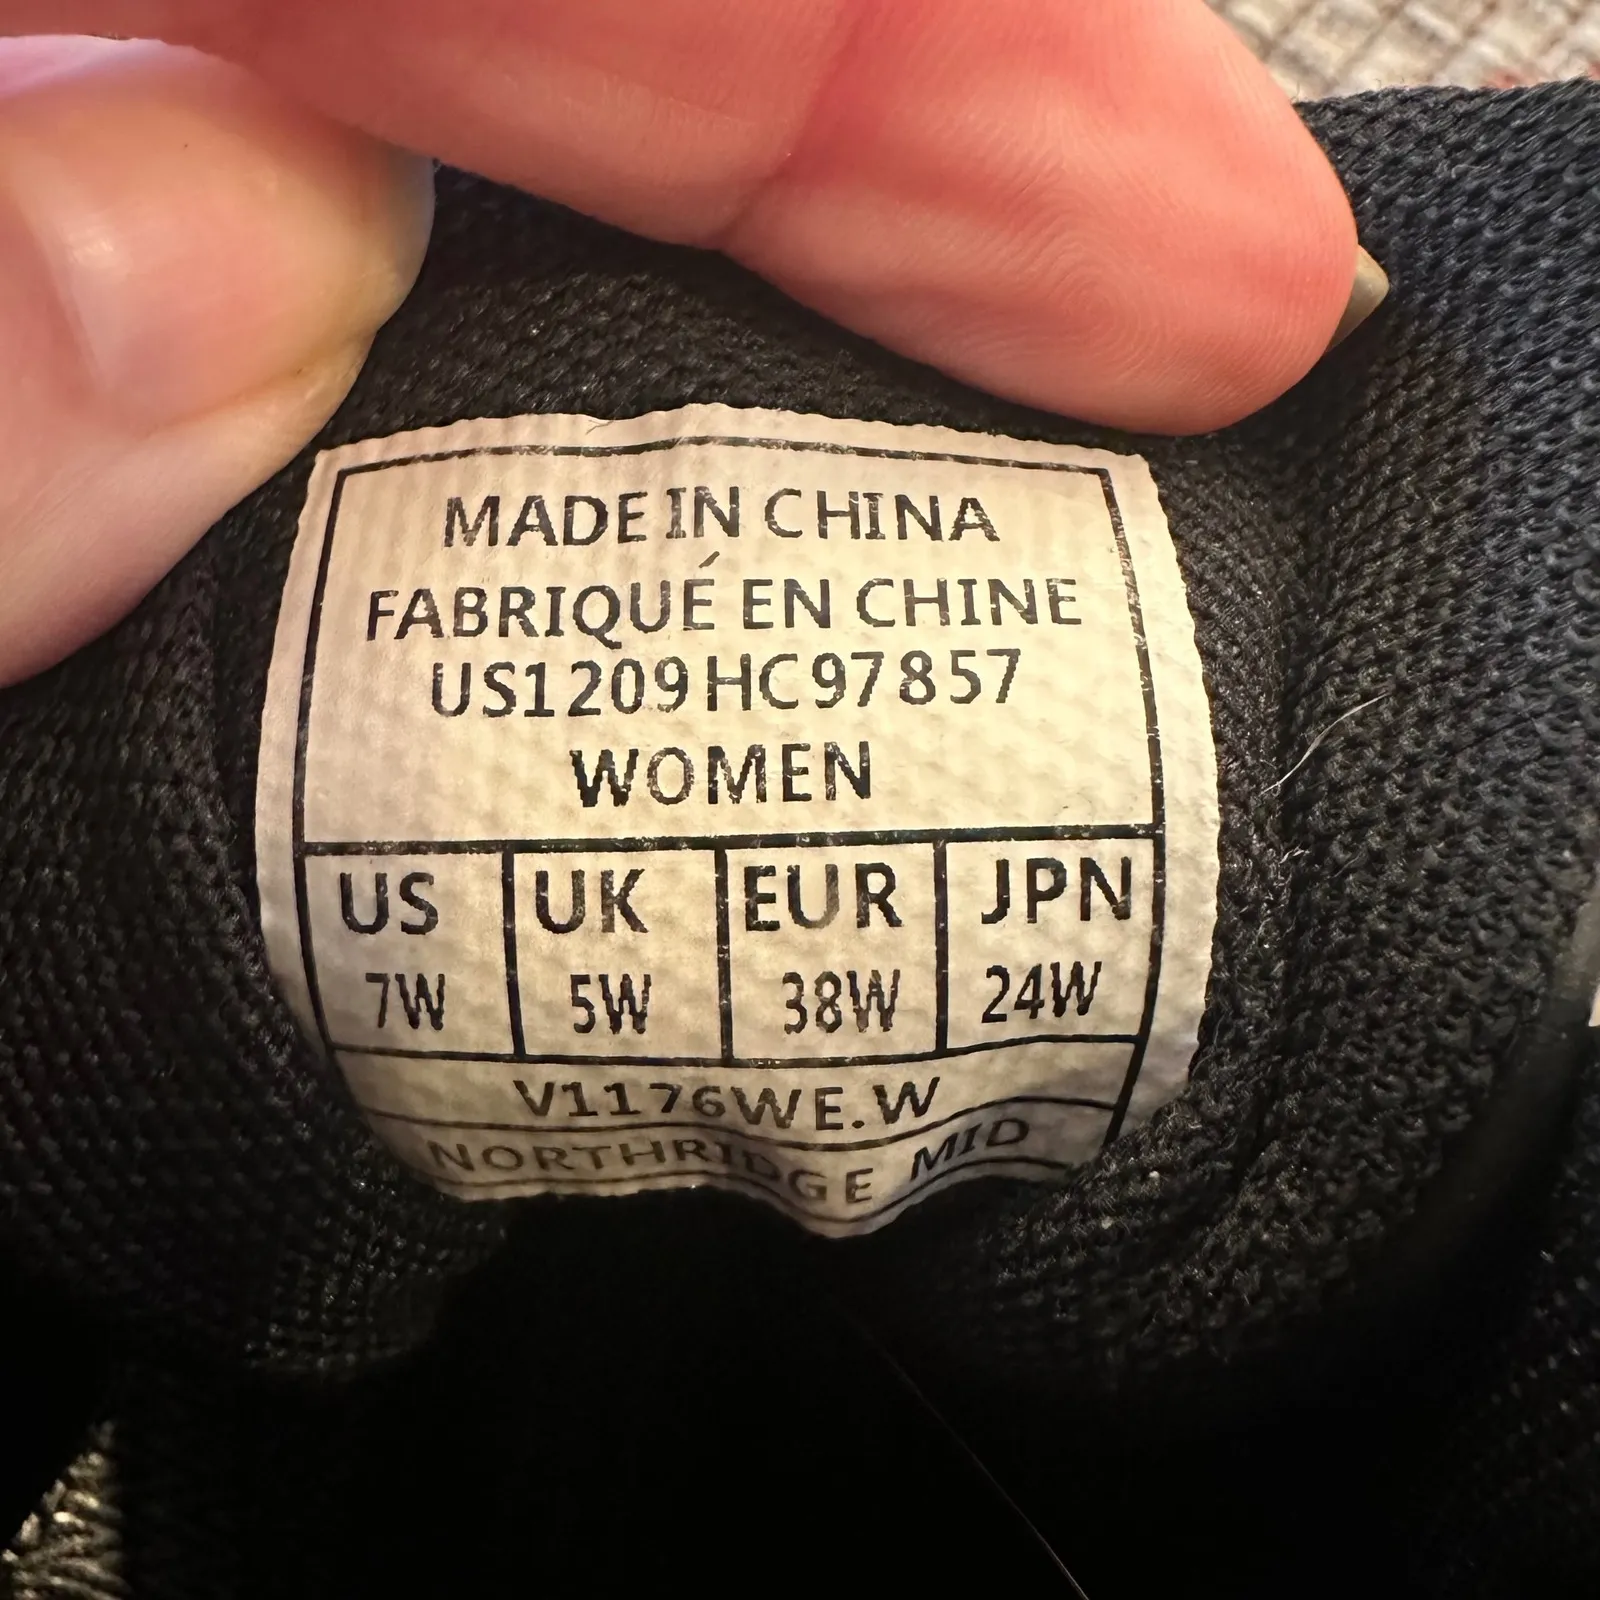 MADE IN CHINA
FABRIQUÉ EN CHINE
US1209HC97857
WOMEN
US UK EUR JPN
7W 5W 38W 24W
V1176WE.W
NORTHRIDGE MID